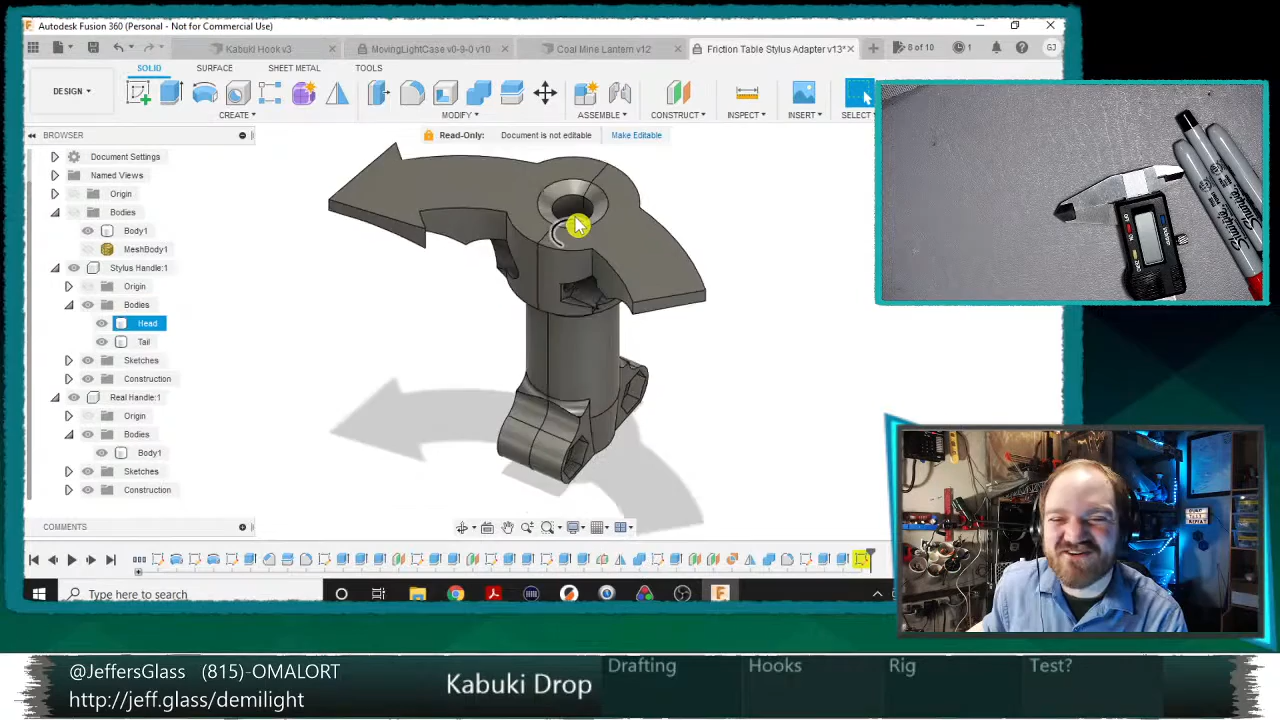 Autodesk Fusion 360 (Personal - Not for Commercial Use)
Kabuki Hook v3
MovingLightCase v0-9-0 v10
Coal Mine Lantern v12
Friction Table Stylus Adapter v13*
8 of 10
1
GJ
SOLID
SURFACE
SHEET METAL
TOOLS
DESIGN
CREATE
MODIFY
ASSEMBLE
CONSTRUCT
INSPECT
INSERT
SELECT
BROWSER
Read-Only: Document is not editable Make Editable
Document Settings
Named Views
Origin
Bodies
Body1
MeshBody1
Stylus Handle:1
Origin
Bodies
Head
Tail
Sketches
Construction
Real Handle:1
Origin
Bodies
Body1
Sketches
Construction
COMMENTS
Type here to search
Sharpie
@JeffersGlass (815)-OMALORT
http://jeff.glass/demilight
Kabuki Drop
Drafting
Hooks
Rig
Test?